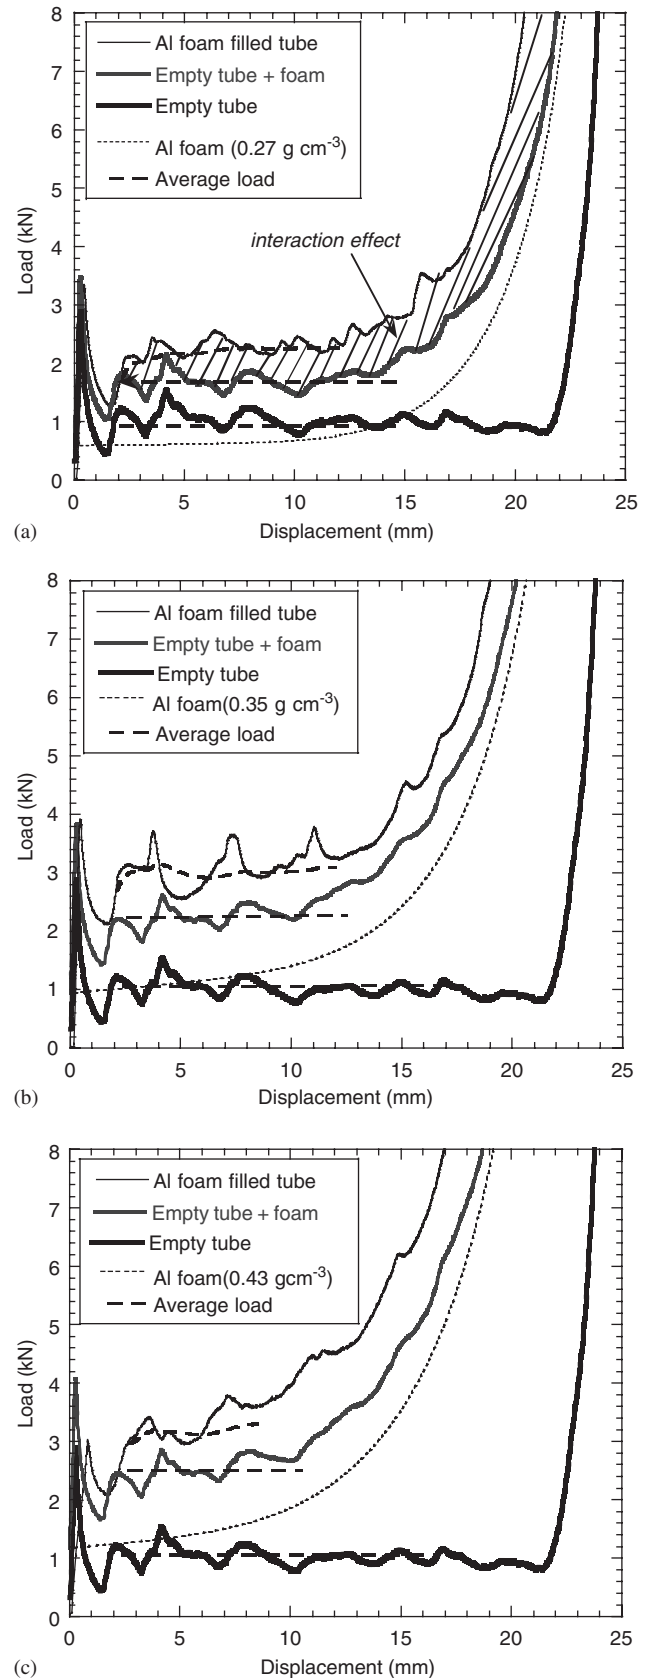 8
7
6
5
4
3
2
1
0
Load (kN)
Al foam filled tube
Empty tube + foam
Empty tube
Al foam (0.27 g cm-3)
Average load
interaction effect
0 5 10 15 20 25
(a) Displacement (mm)
8
7
6
5
4
3
2
1
0
Load (kN)
Al foam filled tube
Empty tube + foam
Empty tube
Al foam(0.35 g cm-3)
Average load
0 5 10 15 20 25
(b) Displacement (mm)
8
7
6
5
4
3
2
1
0
Load (kN)
Al foam filled tube
Empty tube + foam
Empty tube
Al foam(0.43 gcm-3)
Average load
0 5 10 15 20 25
(c) Displacement (mm)